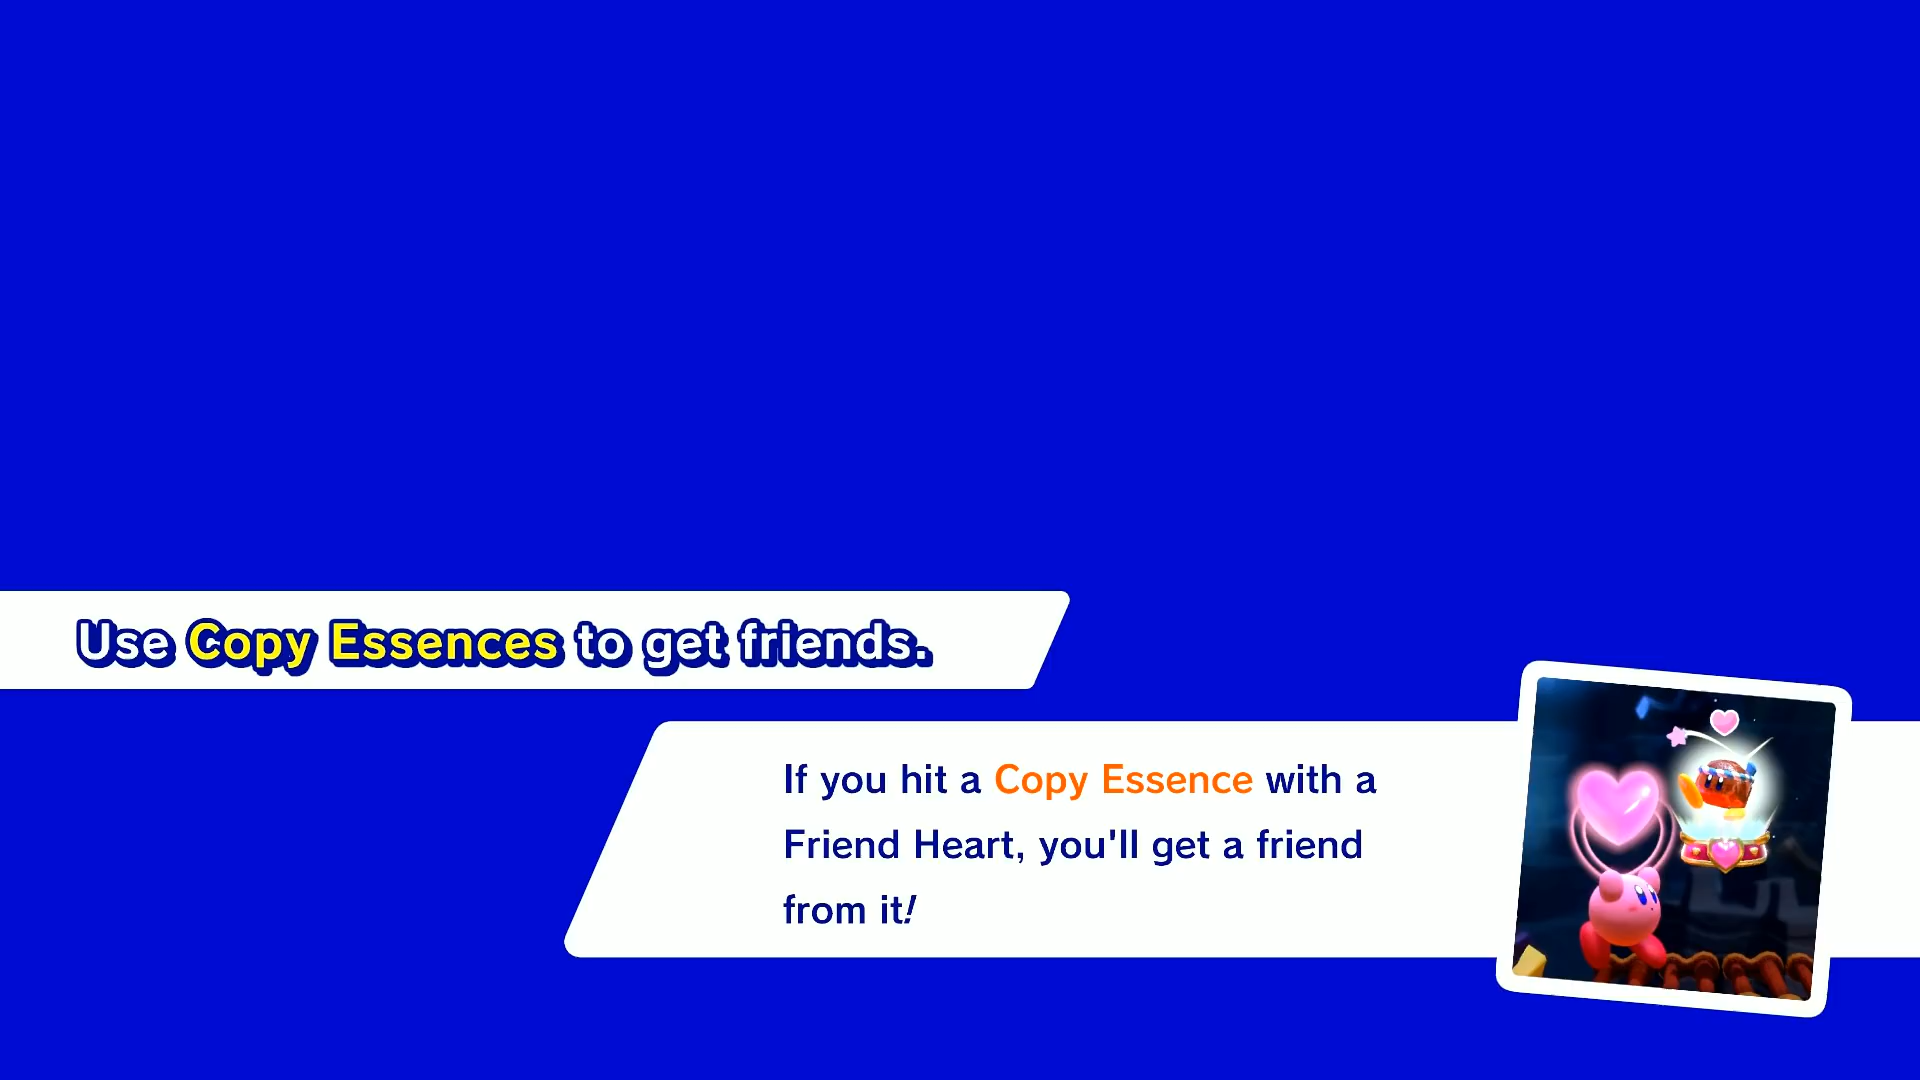 Use Copy Essences to get friends.
If you hit a Copy Essence with a
Friend Heart, you'll get a friend
from it!